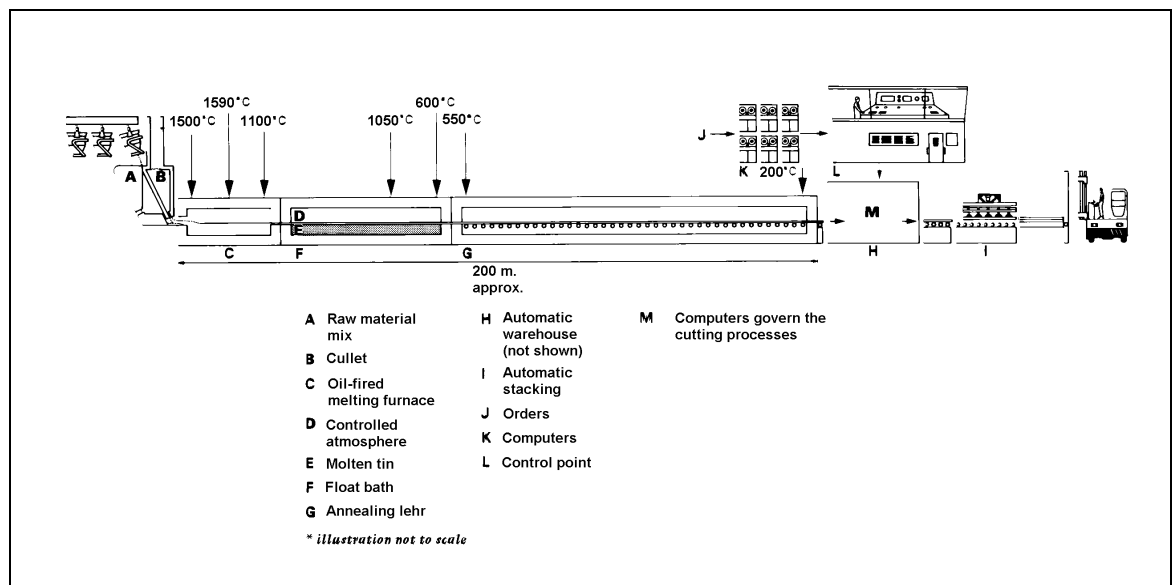 1590°C
600°C
1500°C
1100°C
1050°C
550°C
J
A
B
K
200°C
L
D
E
M
C
F
G
H
I
200 m.
approx.
A Raw material
mix
B Cullet
C Oil-fired
melting furnace
D Controlled
atmosphere
E Molten tin
F Float bath
G Annealing lehr
H Automatic
warehouse
(not shown)
I Automatic
stacking
J Orders
K Computers
L Control point
M Computers govern the
cutting processes
* illustration not to scale